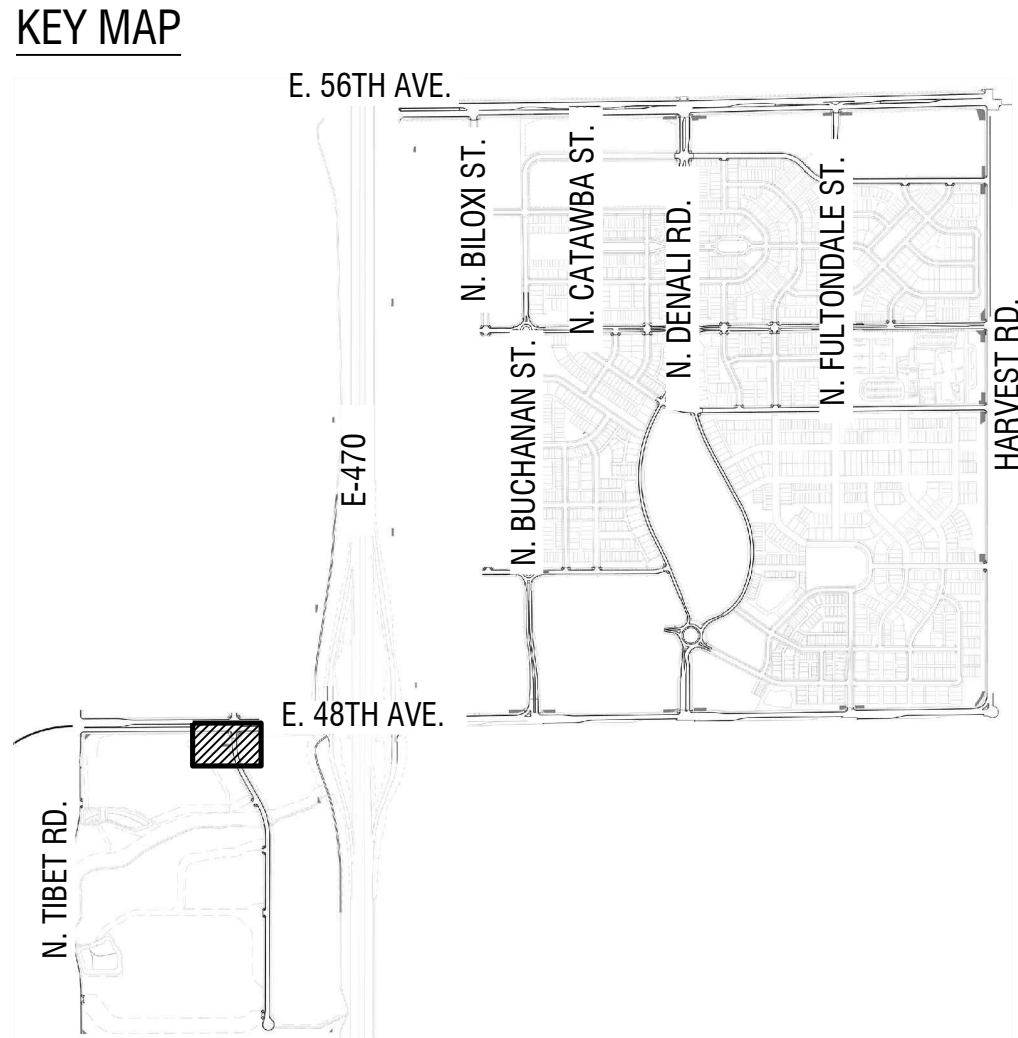 KEY MAP
E. 56TH AVE.
N. BILOXI ST.
N. CATAWBA ST.
N. DENALI RD.
N. FULTONDALE ST.
HARVEST RD.
N. BUCHANAN ST.
E-470
E. 48TH AVE.
N. TIBET RD.